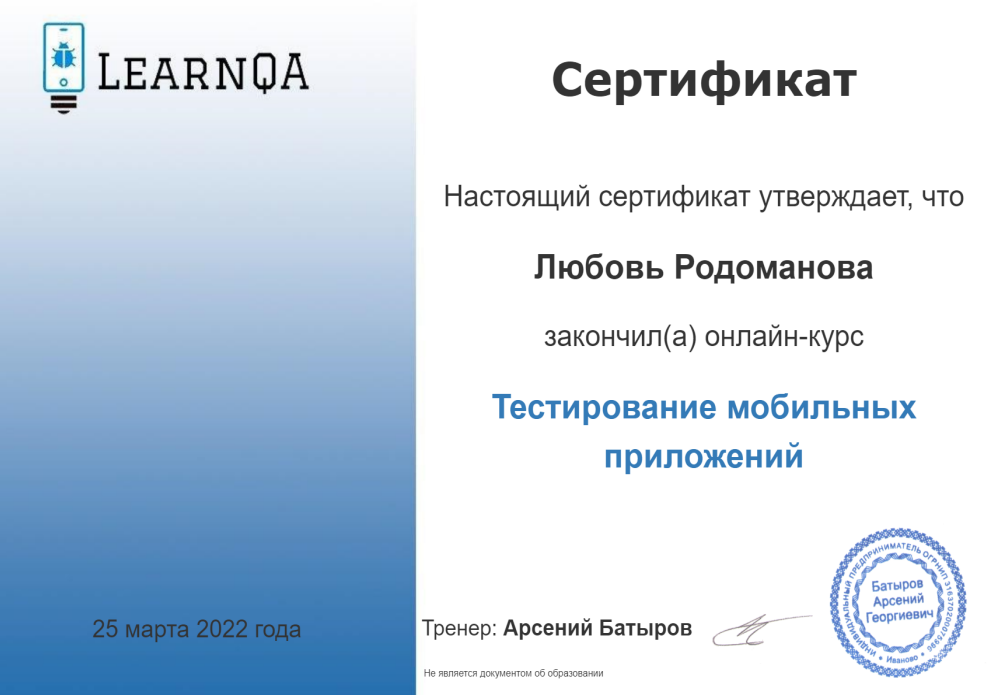 LEARNQA
Сертификат
Настоящий сертификат утверждает, что
Любовь Родоманова
закончил(а) онлайн-курс
Тестирование мобильных
приложений
25 марта 2022 года
Тренер: Арсений Батыров
Не является документом об образовании
ИНДИВИДУАЛЬНЫЙ ПРЕДПРИНИМАТЕЛЬ ОГРНИП
Батыров
Арсений
Георгиевич
Иваново